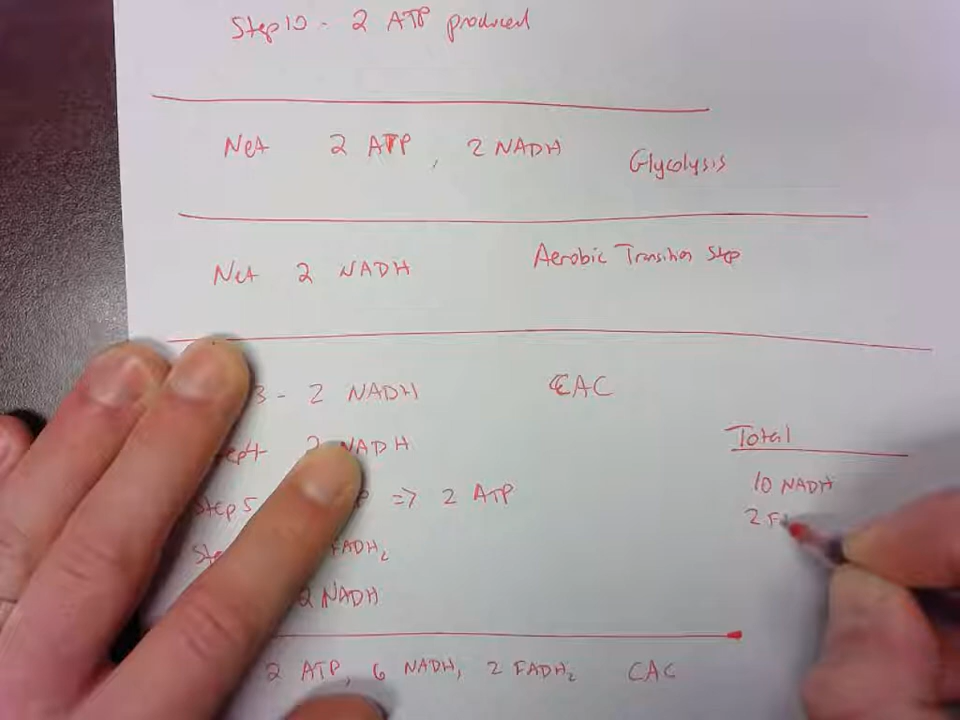 Step 10 - 2 ATP produced
Net 2 ATP, 2 NADH Glycolysis
Net 2 NADH Aerobic Transition Step
3 - 2 NADH CAC
NADH
Total
Step 5 => 2 ATP
10 NADH
2 F
FADH₂
2 NADH
2 ATP, 6 NADH, 2 FADH₂ CAC